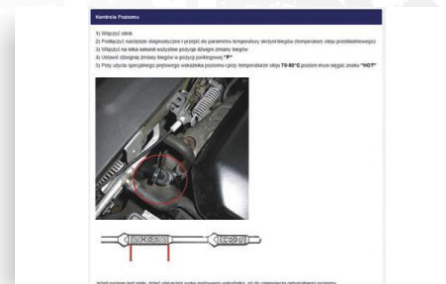 Kontrola Poziomu
1) Włączyć silnik
2) Podłączyć narzędzie diagnostyczne i przejść do parametru temperatury skrzyni biegów (temperatury oleju przekładniowego)
3) Włączyć na kilka sekund wszystkie pozycje dźwigni zmiany biegów
4) Ustawić dźwignię zmiany biegów w pozycji parkingowej "P"
5) Przy użyciu specjalnego prętowego wskaźnika poziomu i przy temperaturze oleju 70-80°C poziom musi sięgać znaku "HOT"